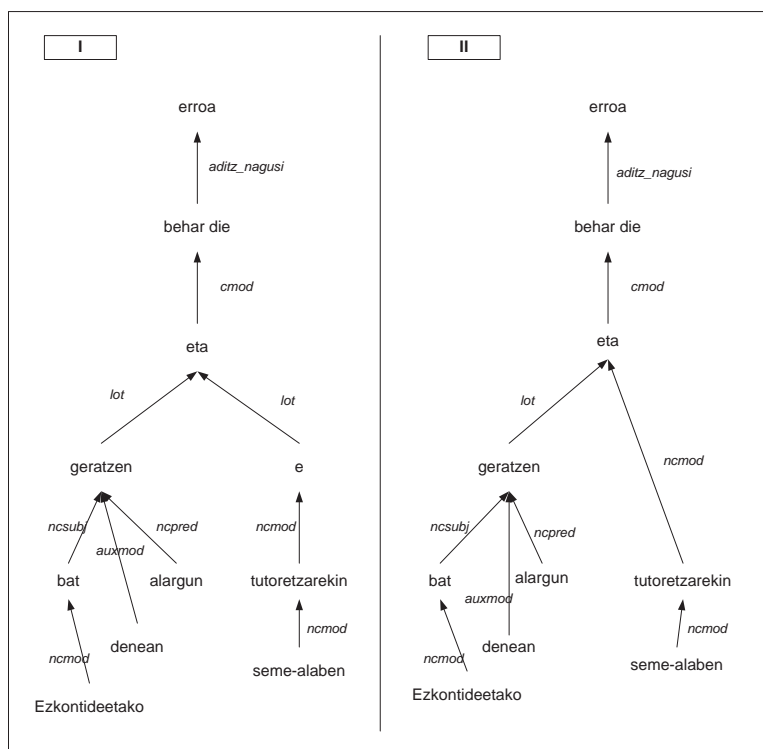 I
erroa
aditz_nagusi
behar die
cmod
eta
lot
lot
geratzen
e
ncsubj
ncpred
ncmod
auxmod
bat
alargun
tutoretzarekin
ncmod
ncmod
denean
seme-alaben
Ezkontideetako
II
erroa
aditz_nagusi
behar die
cmod
eta
lot
ncmod
geratzen
ncsubj
ncpred
bat
alargun
tutoretzarekin
auxmod
ncmod
ncmod
denean
seme-alaben
Ezkontideetako